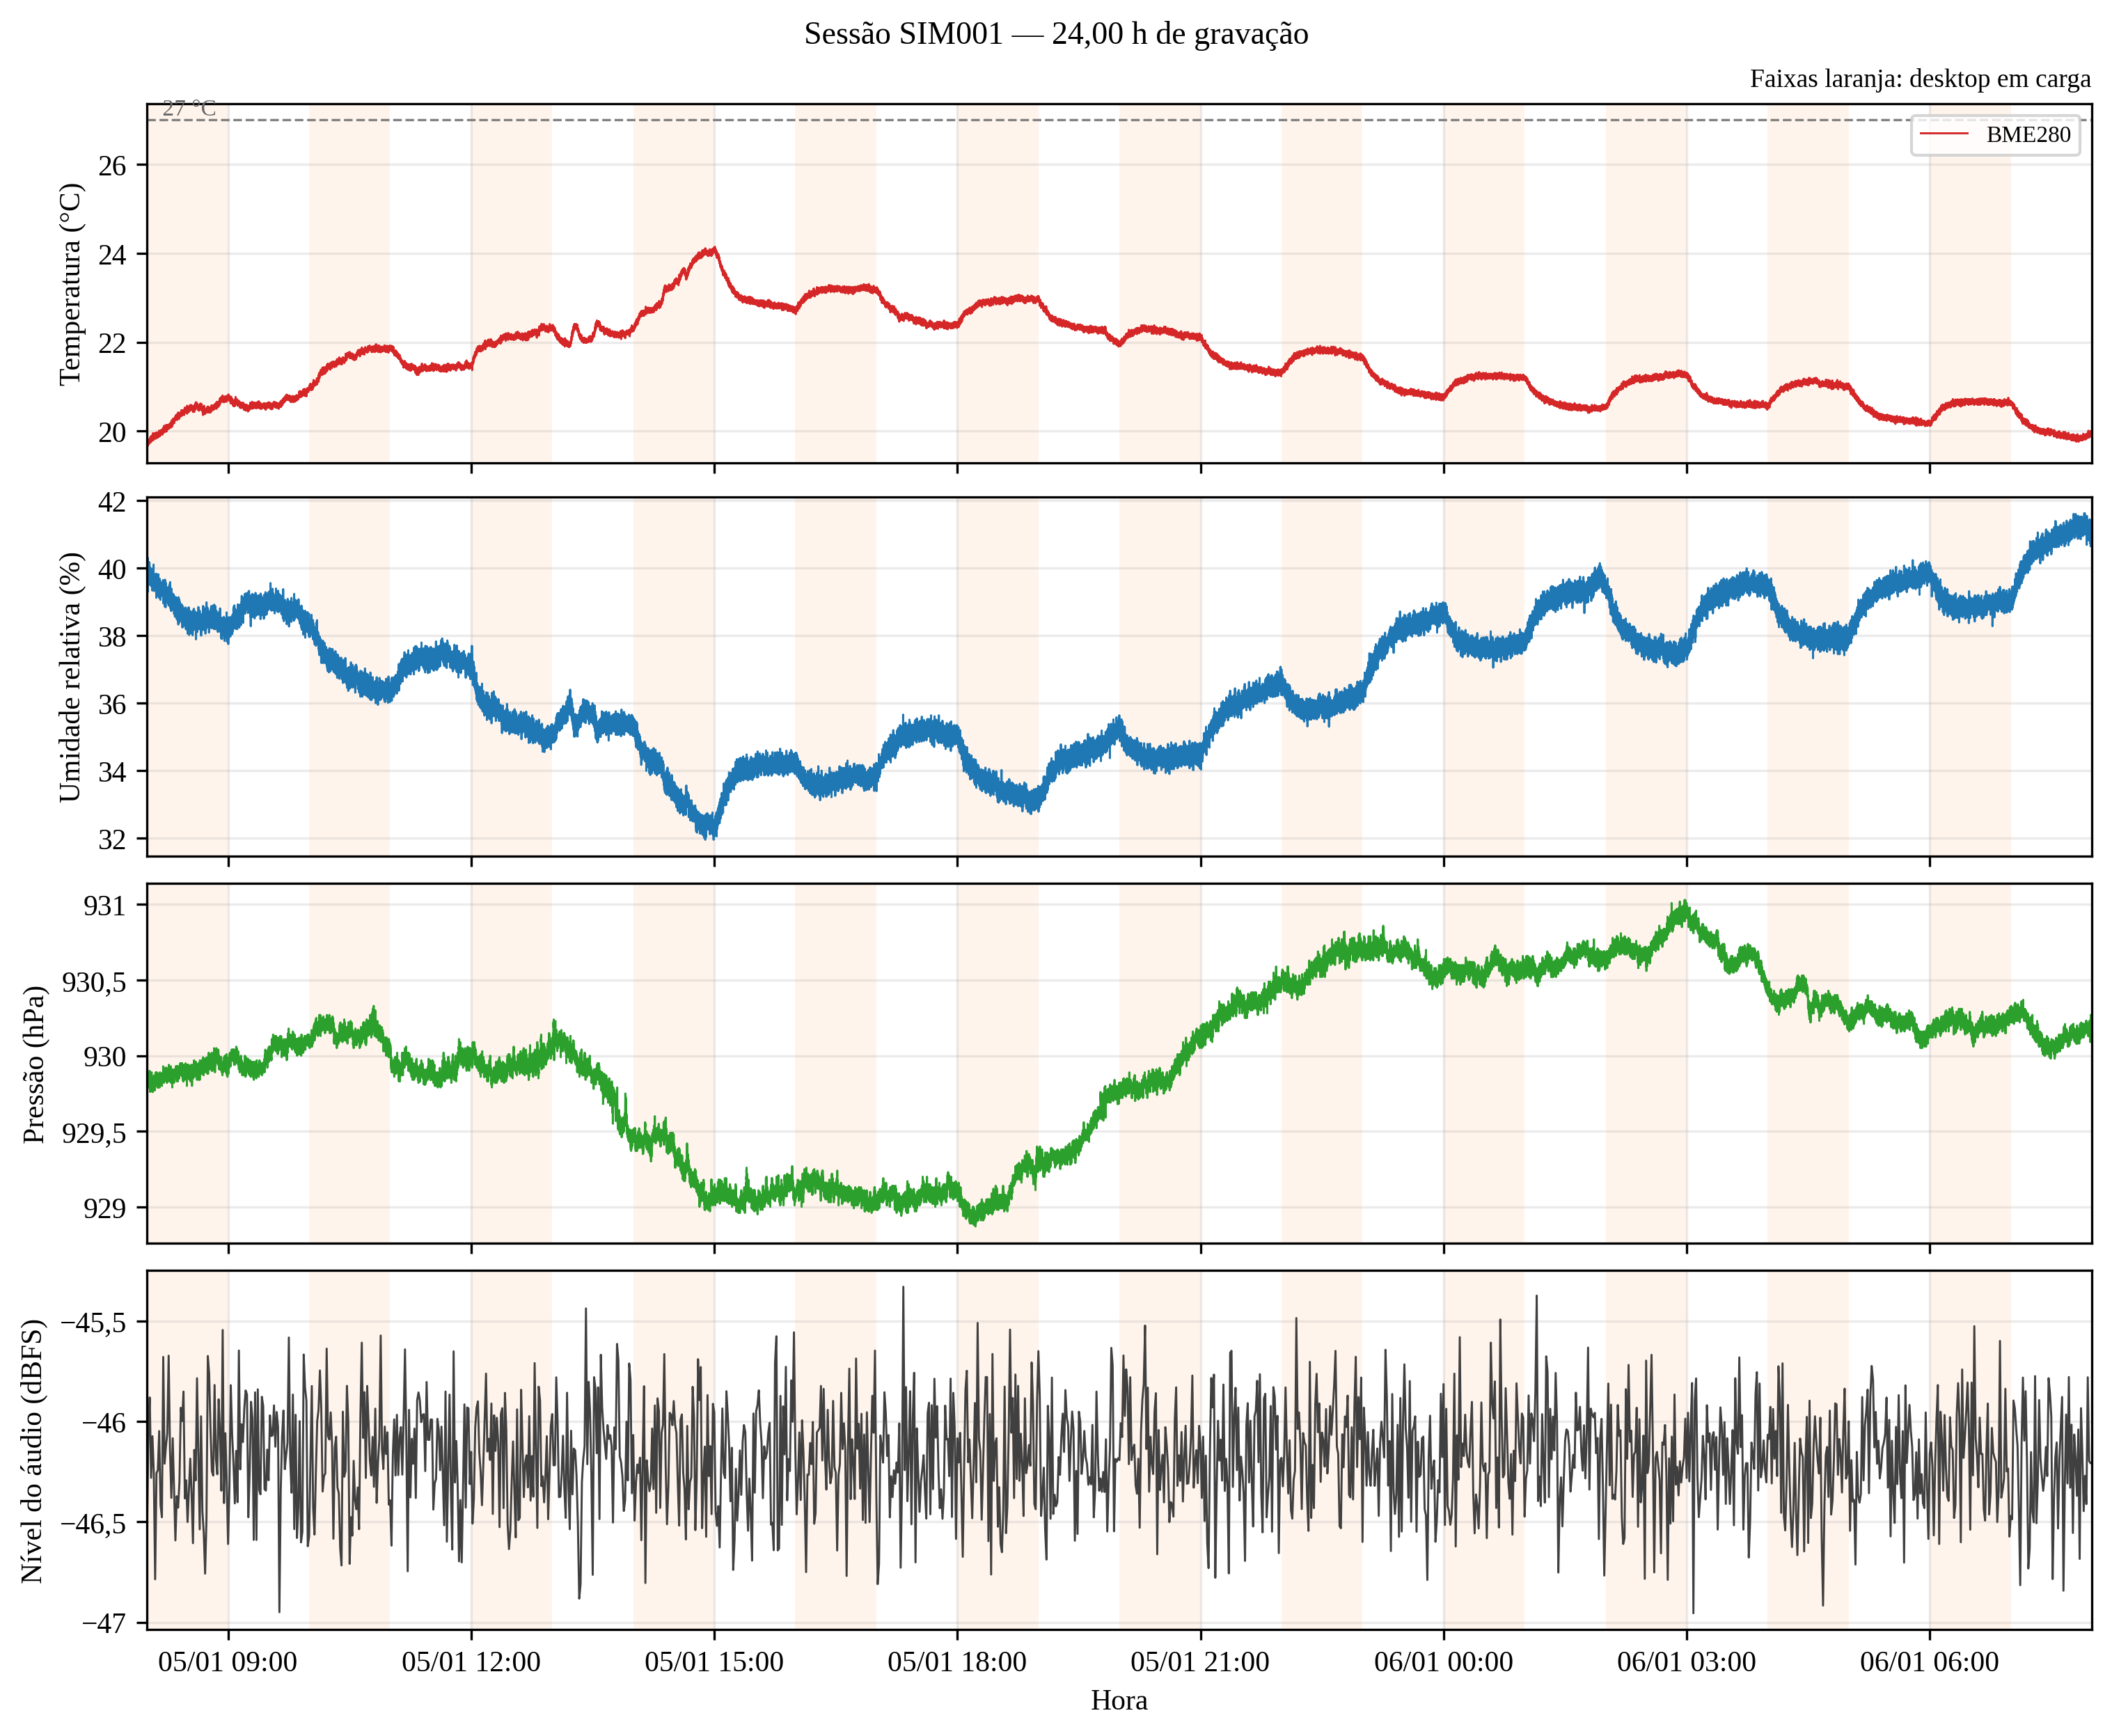 Sessão SIM001 — 24,00 h de gravação
Faixas laranja: desktop em carga
27 °C
BME280
Temperatura (°C)
26
24
22
20
Umidade relativa (%)
42
40
38
36
34
32
Pressão (hPa)
931
930,5
930
929,5
929
Nível do áudio (dBFS)
−45,5
−46
−46,5
−47
05/01 09:00 05/01 12:00 05/01 15:00 05/01 18:00 05/01 21:00 06/01 00:00 06/01 03:00 06/01 06:00
Hora